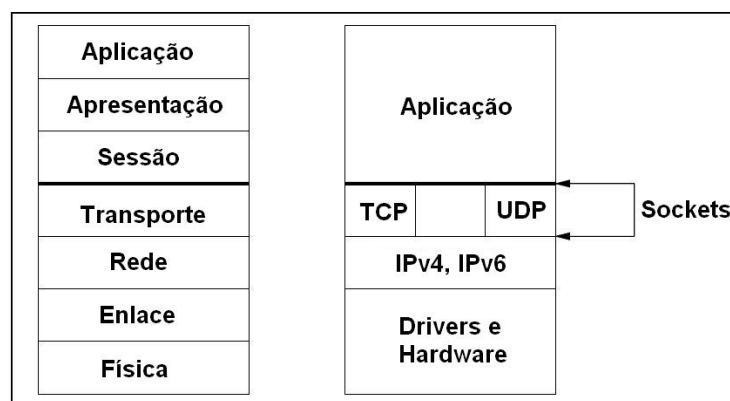 Aplicação
Apresentação
Sessão
Transporte
Rede
Enlace
Física
Aplicação
TCP
UDP
IPv4, IPv6
Drivers e
Hardware
Sockets